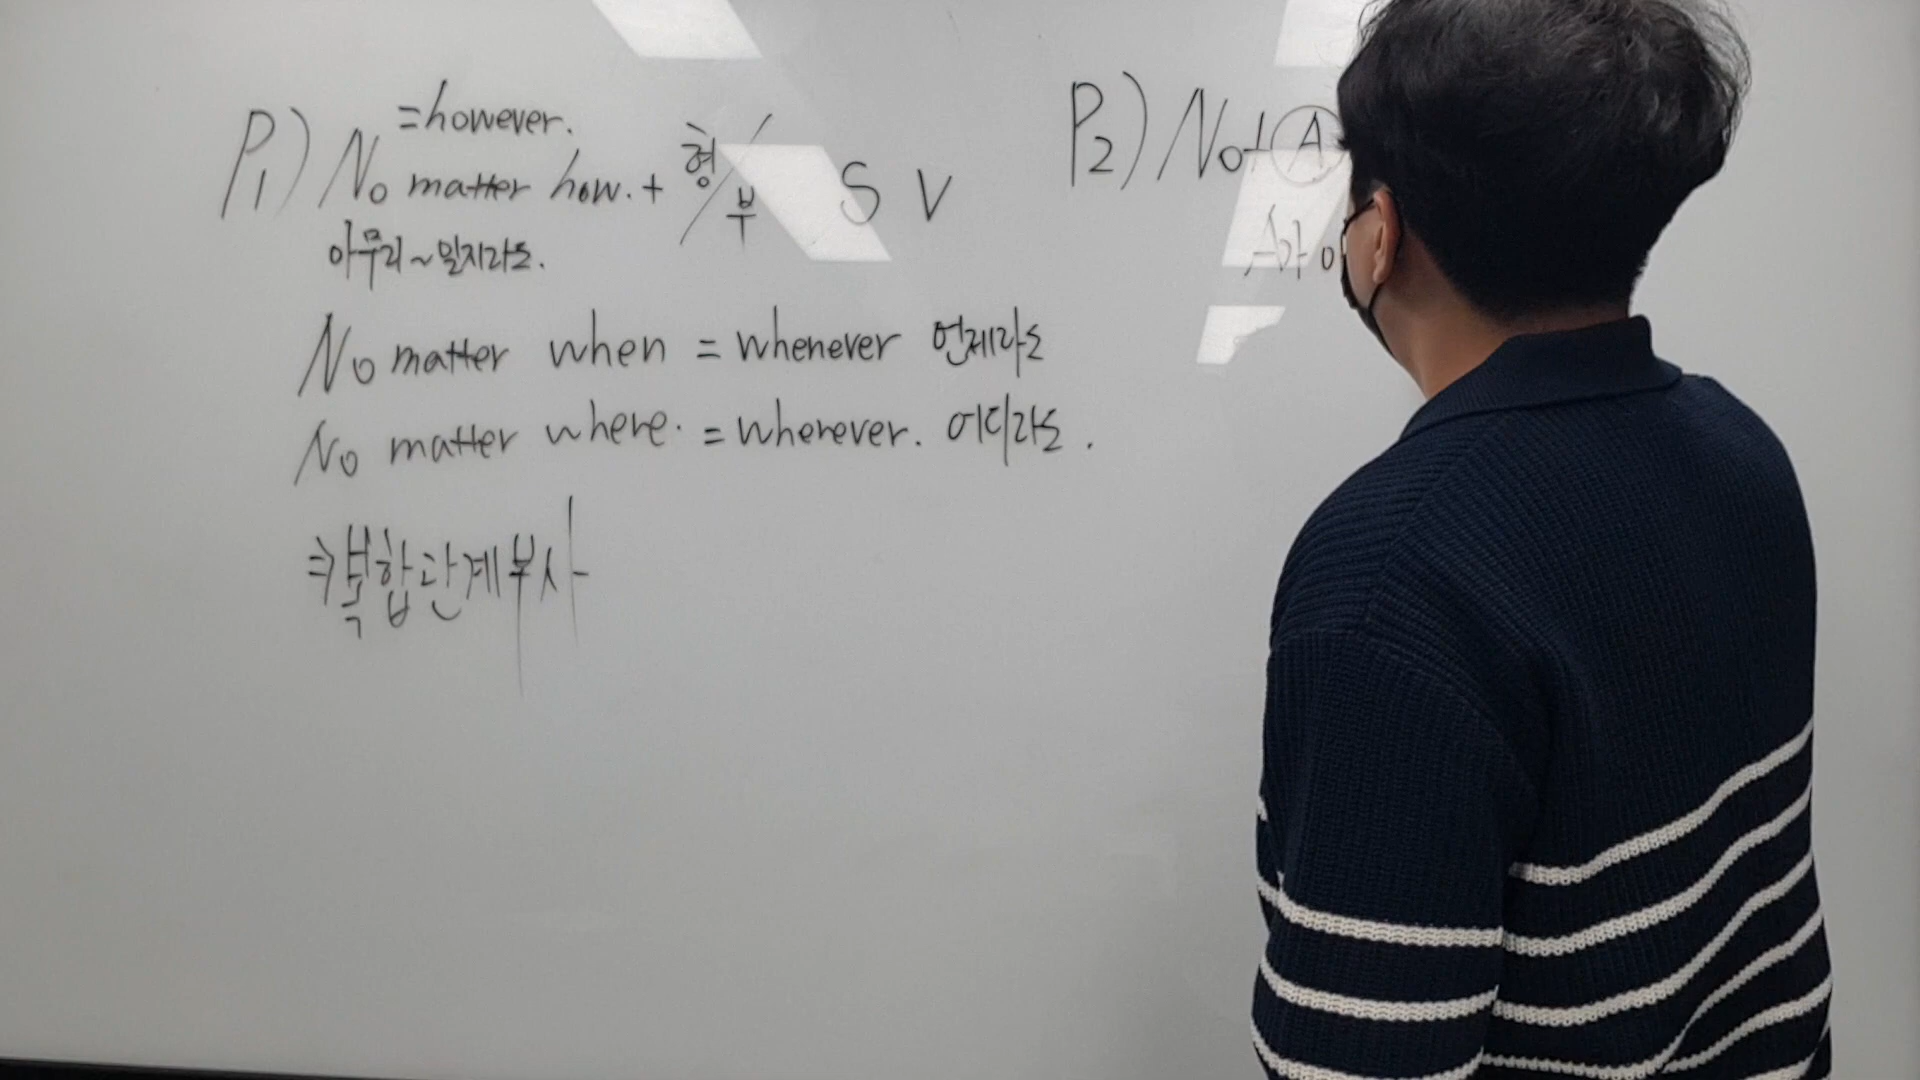 P1) No matter how. + 형/부 S V
=however.
아무리~일지라도.
No matter when = whenever 언제라도
No matter where. = wherever. 어디라도.
⇒복합관계부사
P2) Not Ⓐ